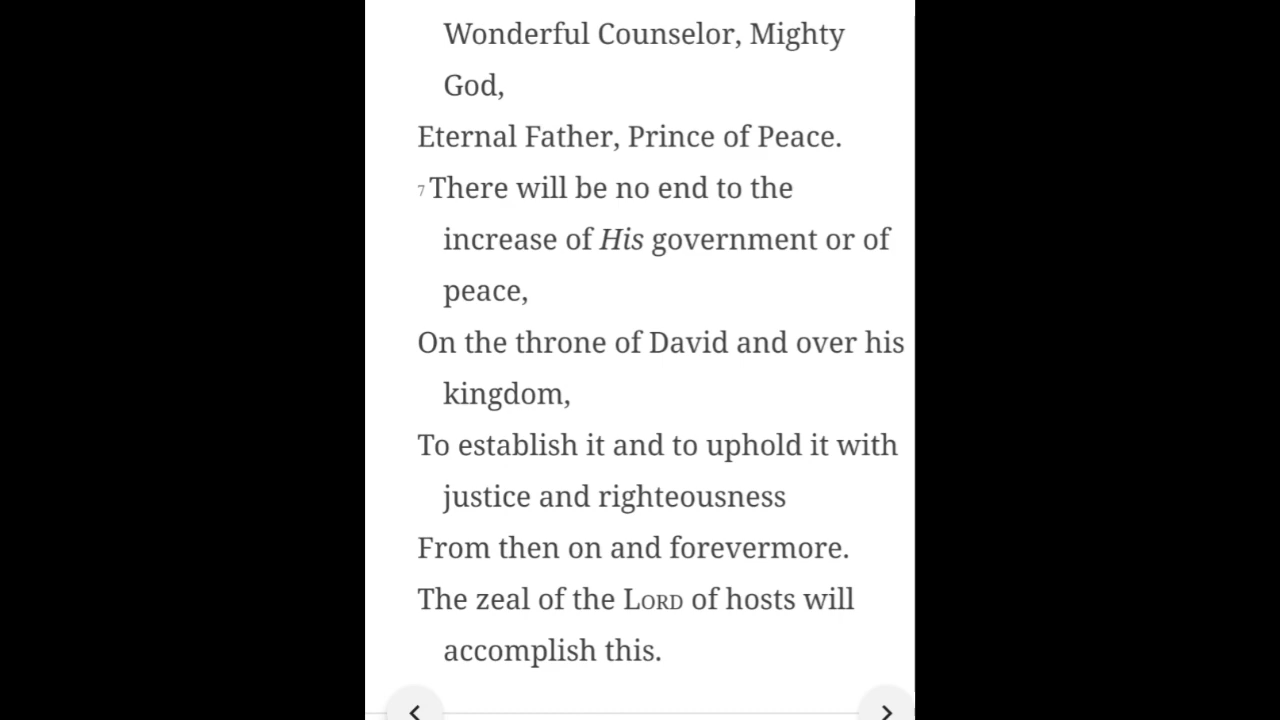 Wonderful Counselor, Mighty
God,
Eternal Father, Prince of Peace.
7 There will be no end to the
increase of His government or of
peace,
On the throne of David and over his
kingdom,
To establish it and to uphold it with
justice and righteousness
From then on and forevermore.
The zeal of the LORD of hosts will
accomplish this.